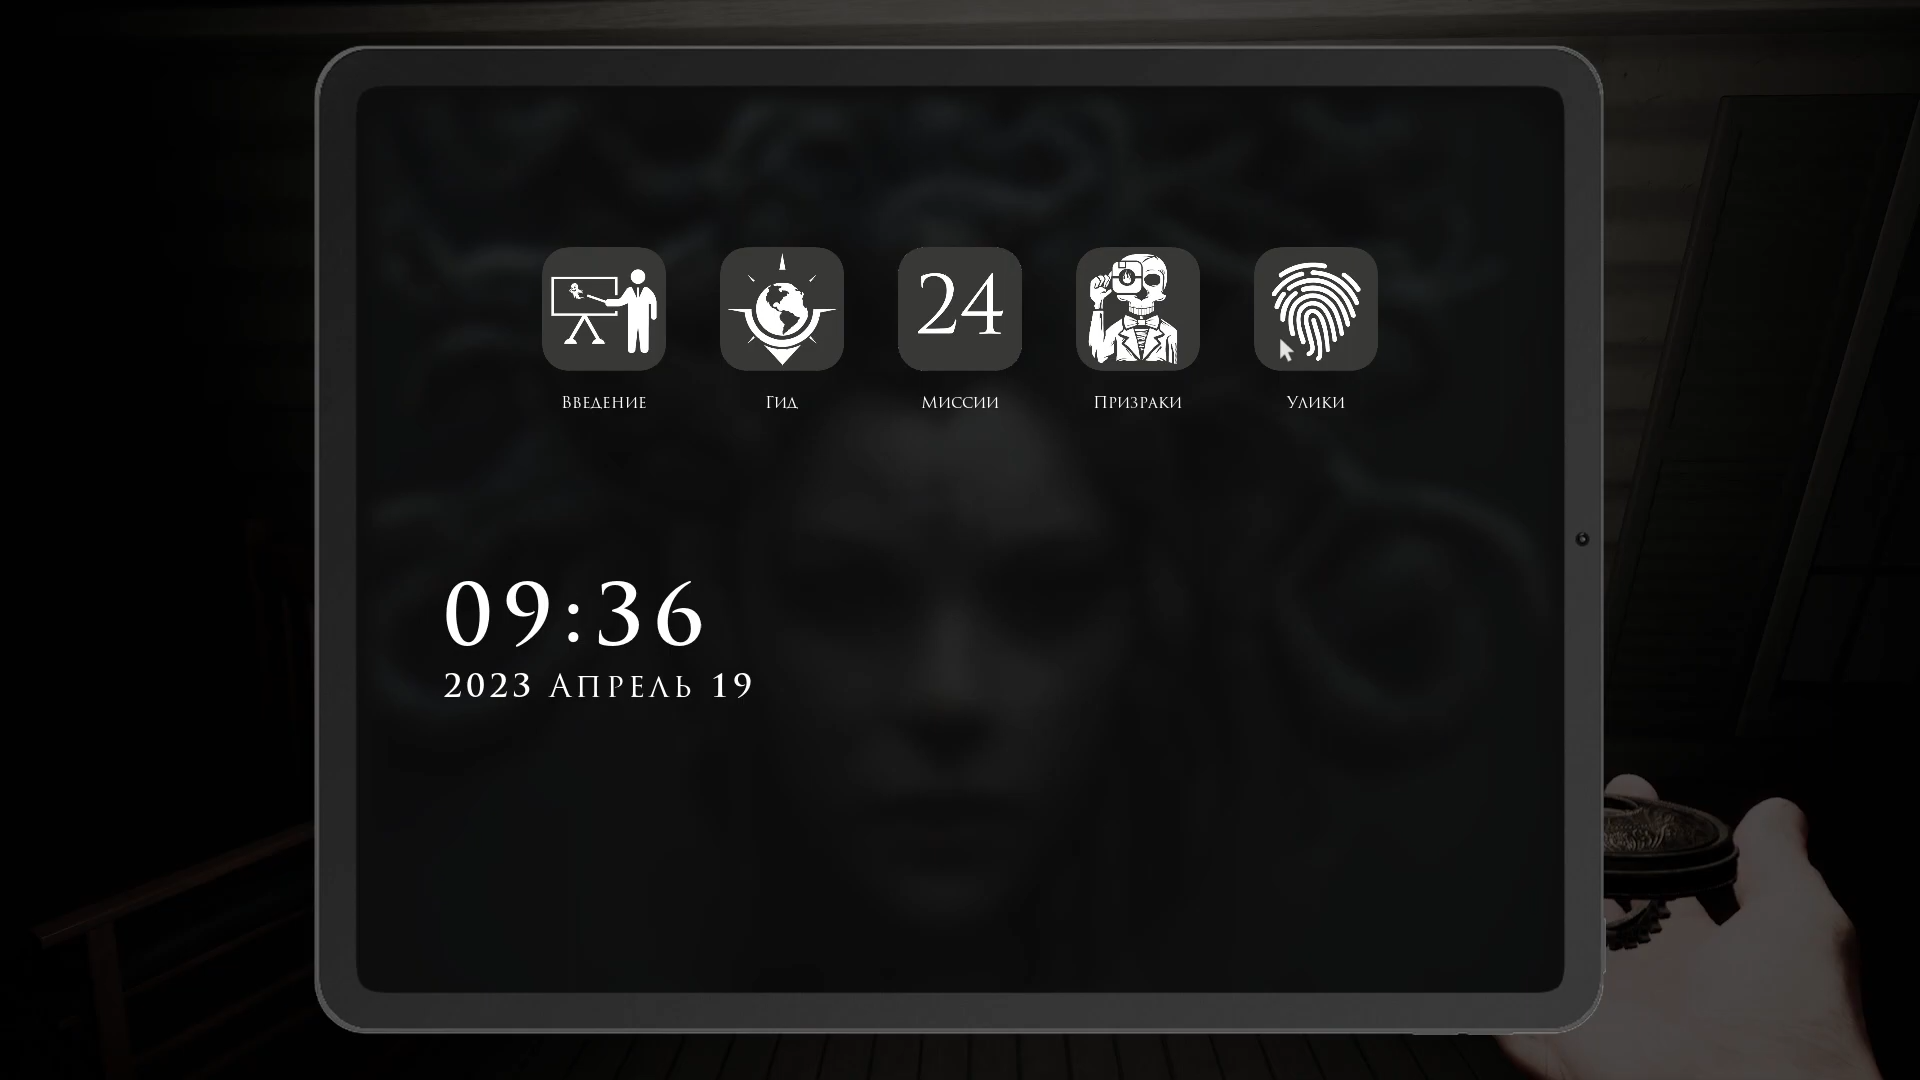 24
Введение
Гид
Миссии
Призраки
Улики
09:36
2023 Апрель 19